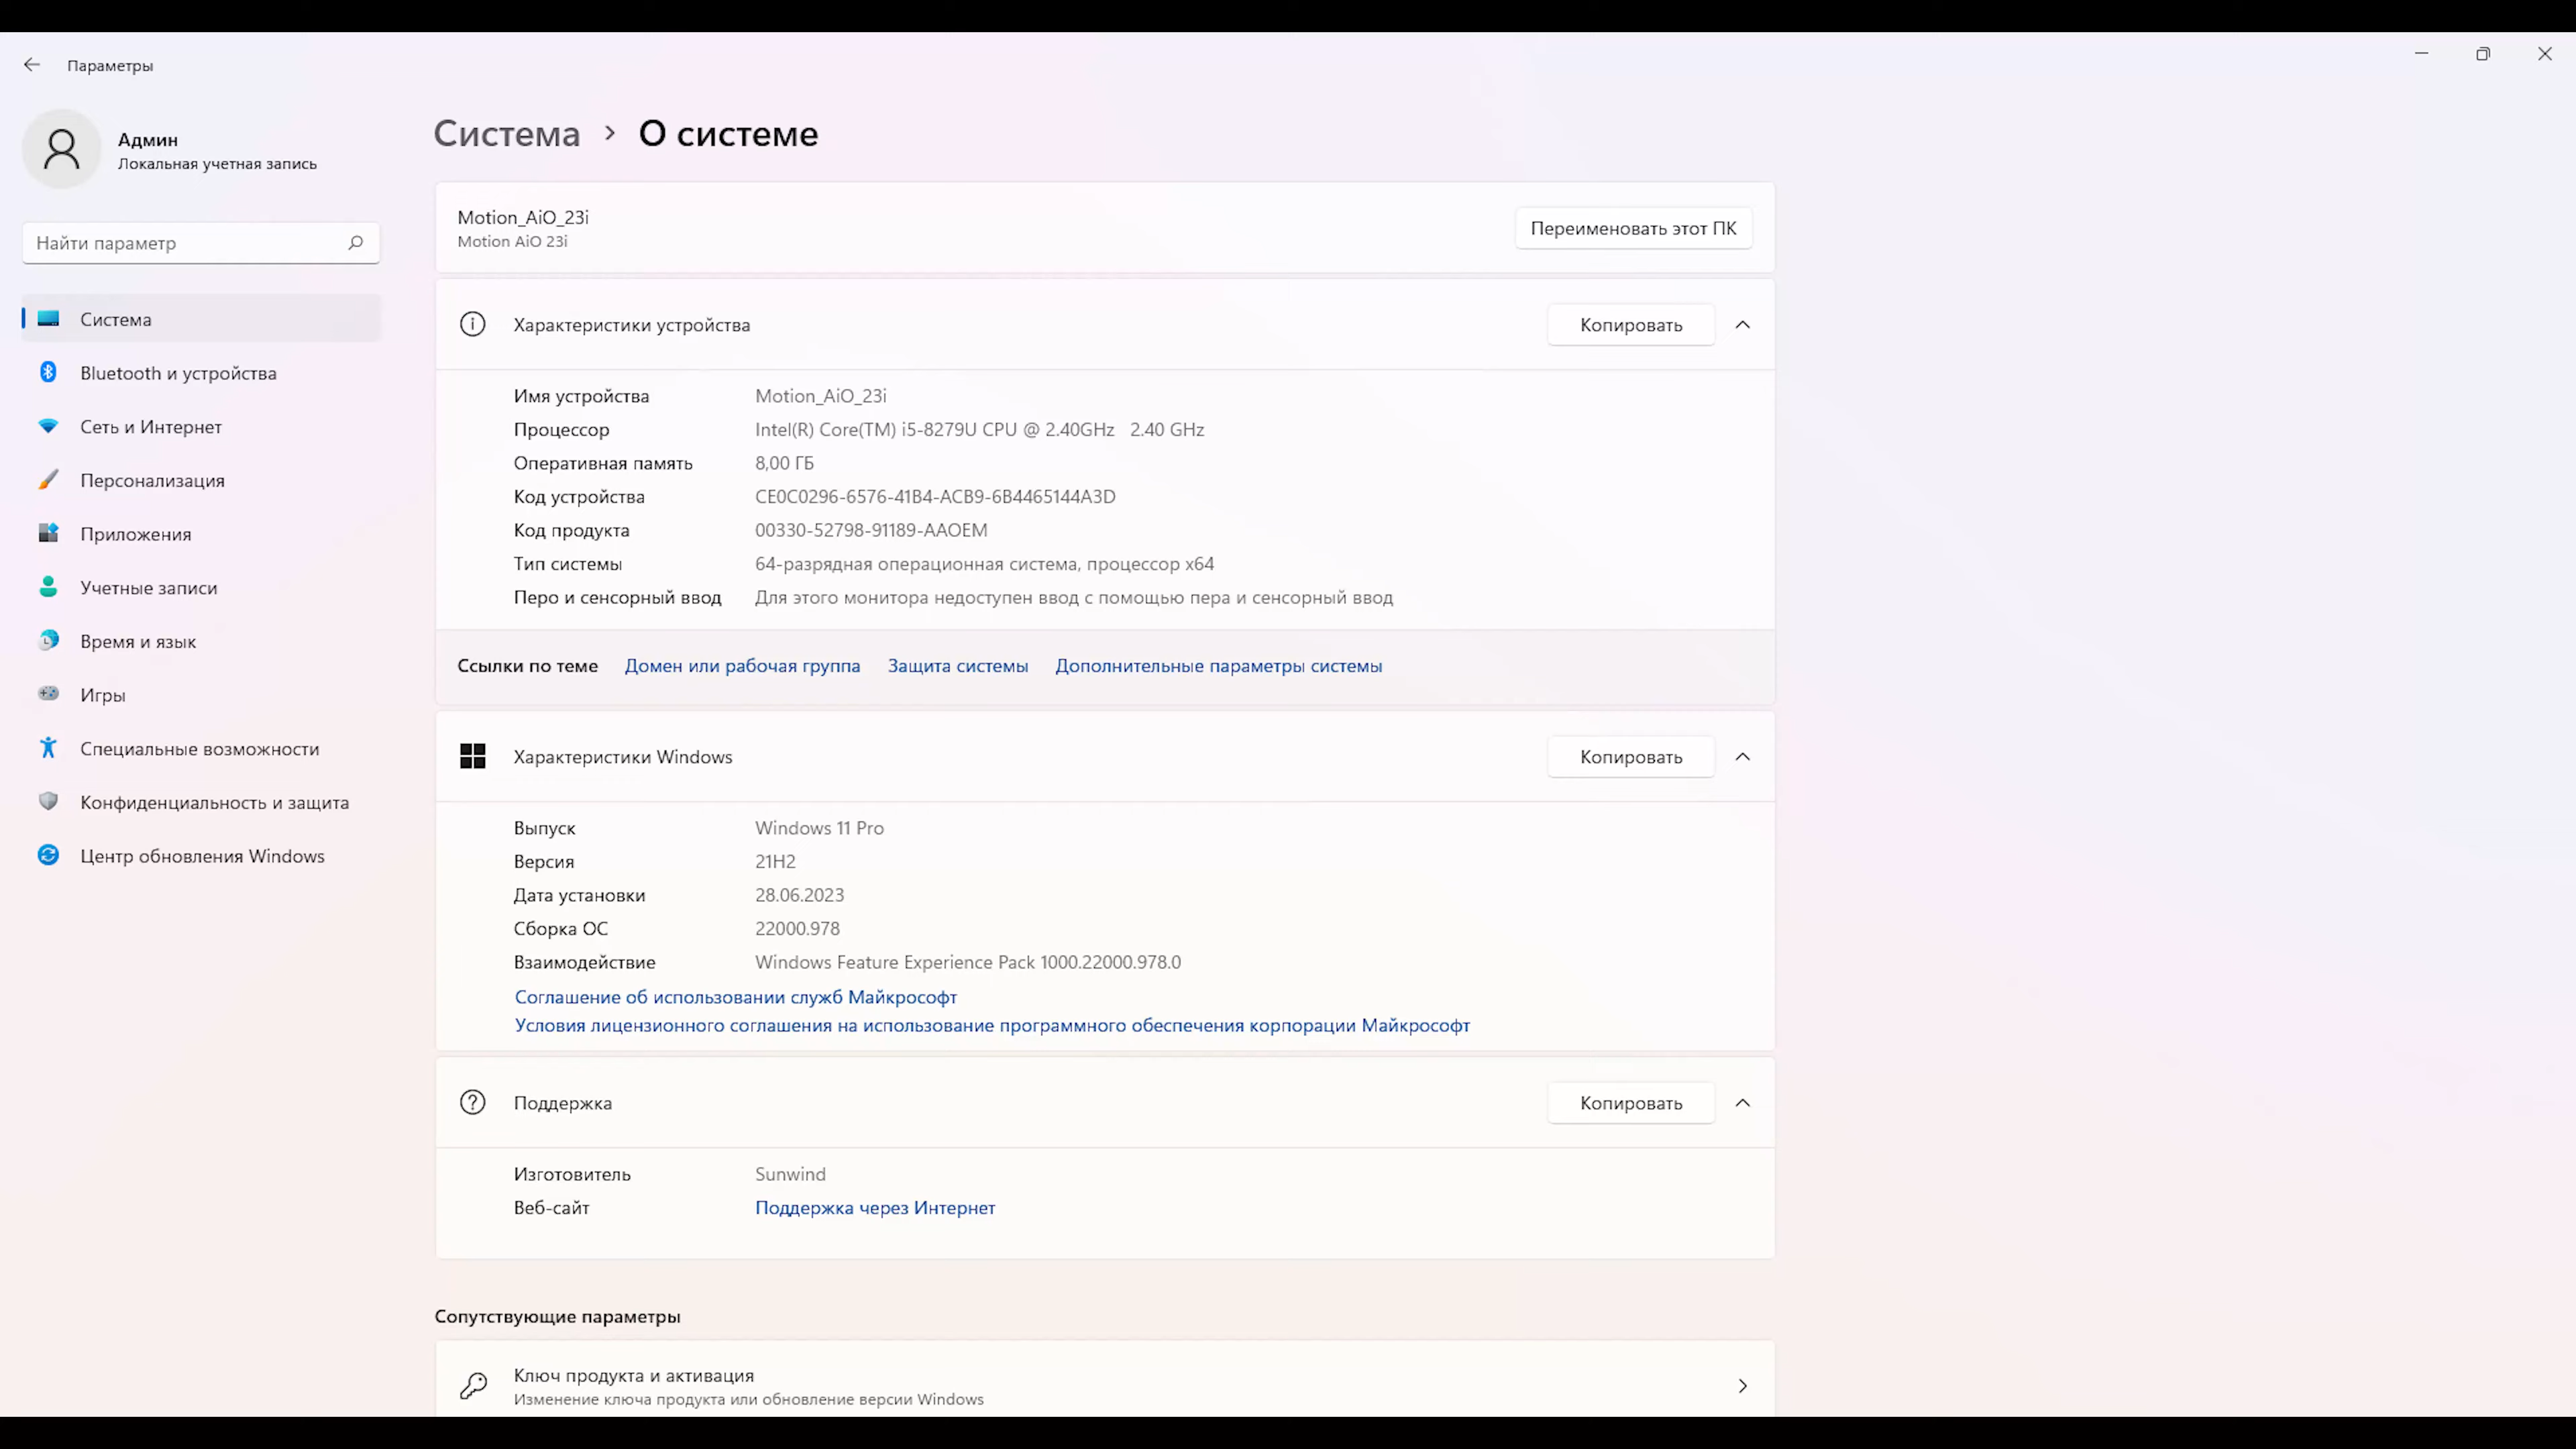 Параметры
Админ
Локальная учетная запись
Найти параметр
Система
Bluetooth и устройства
Сеть и Интернет
Персонализация
Приложения
Учетные записи
Время и язык
Игры
Специальные возможности
Конфиденциальность и защита
Центр обновления Windows
Система > О системе
Motion_AiO_23i
Motion AiO 23i
Переименовать этот ПК
Характеристики устройства Копировать
Имя устройства Motion_AiO_23i
Процессор Intel(R) Core(TM) i5-8279U CPU @ 2.40GHz 2.40 GHz
Оперативная память 8,00 ГБ
Код устройства CE0C0296-6576-41B4-ACB9-6B4465144A3D
Код продукта 00330-52798-91189-AAOEM
Тип системы 64-разрядная операционная система, процессор x64
Перо и сенсорный ввод Для этого монитора недоступен ввод с помощью пера и сенсорный ввод
Ссылки по теме Домен или рабочая группа Защита системы Дополнительные параметры системы
Характеристики Windows Копировать
Выпуск Windows 11 Pro
Версия 21H2
Дата установки 28.06.2023
Сборка ОС 22000.978
Взаимодействие Windows Feature Experience Pack 1000.22000.978.0
Соглашение об использовании служб Майкрософт
Условия лицензионного соглашения на использование программного обеспечения корпорации Майкрософт
Поддержка Копировать
Изготовитель Sunwind
Веб-сайт Поддержка через Интернет
Сопутствующие параметры
Ключ продукта и активация
Изменение ключа продукта или обновление версии Windows